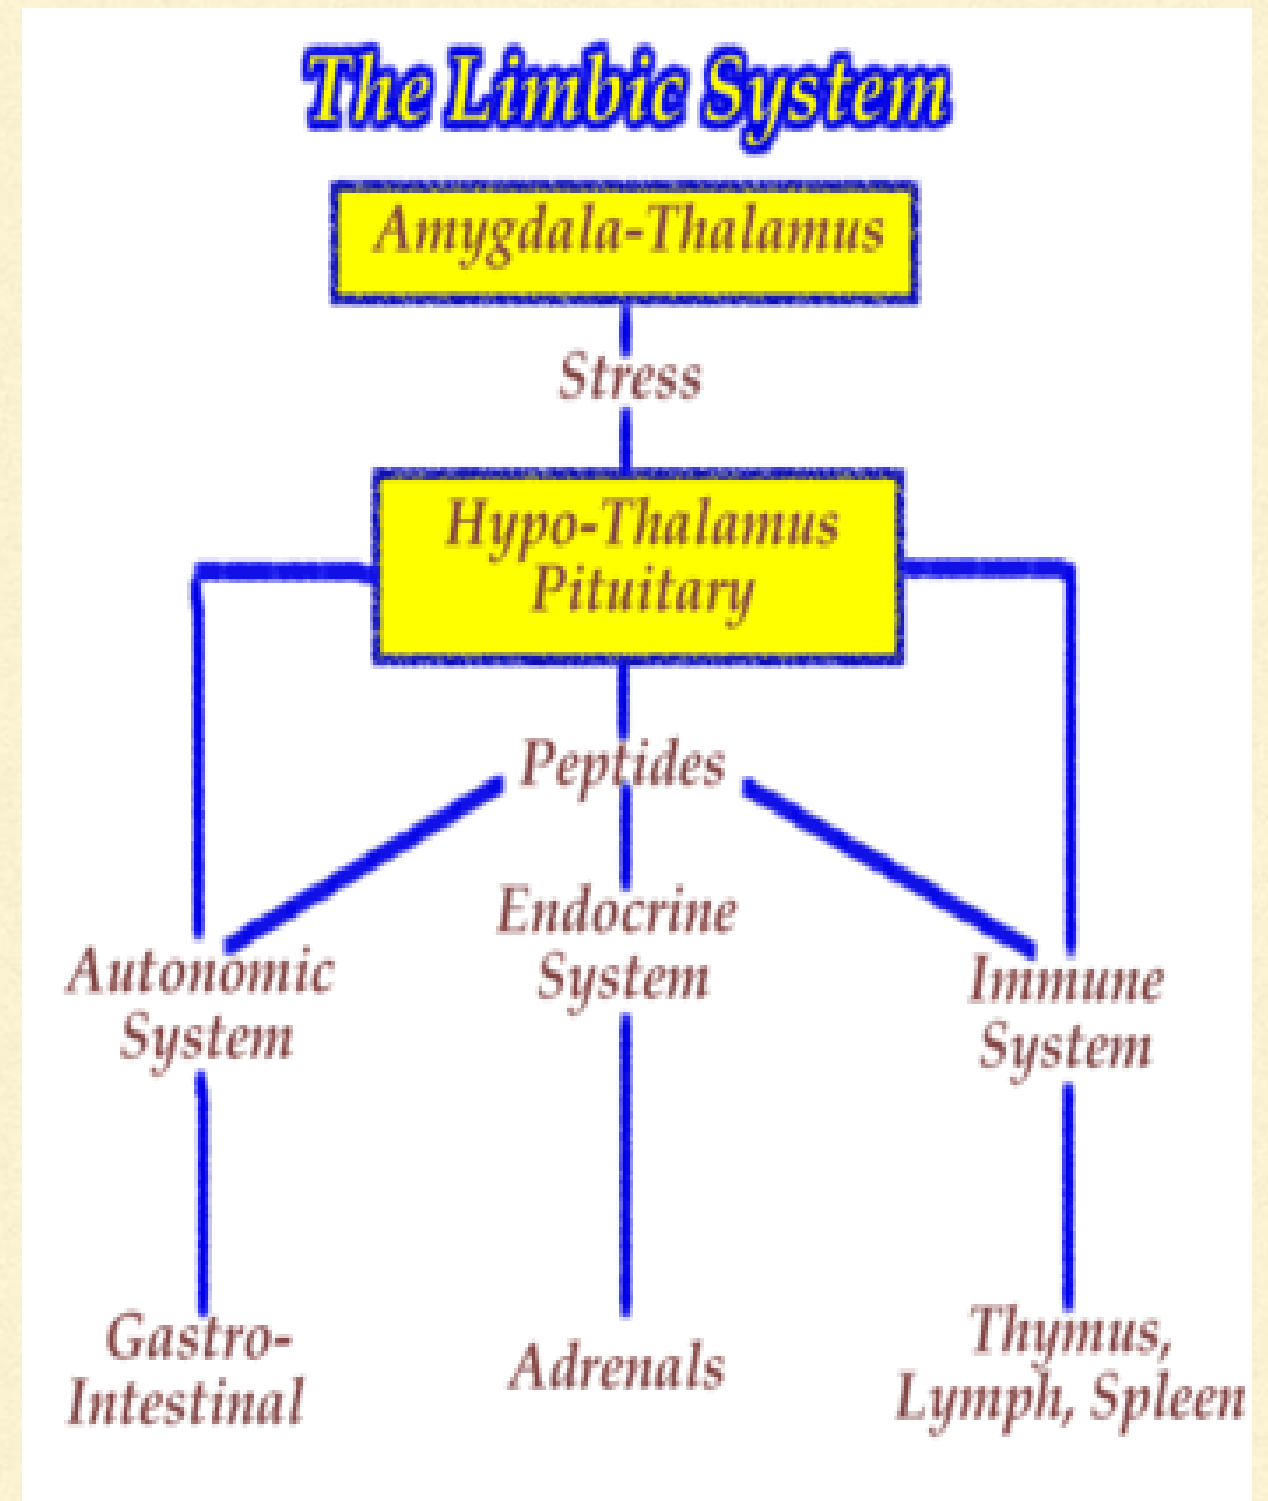 The Limbic System
Amygdala-Thalamus
Stress
Hypo-Thalamus
Pituitary
Peptides
Autonomic
System
Endocrine
System
Immune
System
Gastro-
Intestinal
Adrenals
Thymus,
Lymph, Spleen